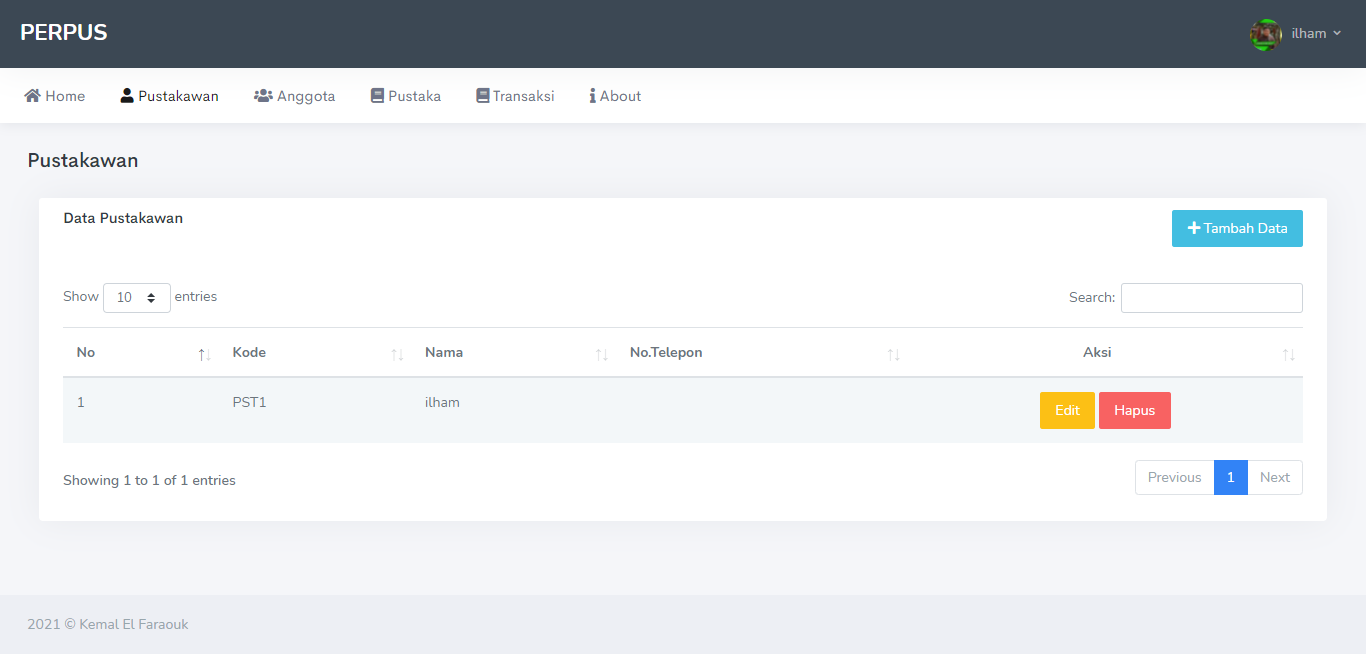 PERPUS
ilham
Home Pustakawan Anggota Pustaka Transaksi About
Pustakawan
Data Pustakawan
Tambah Data
Show 10 entries
Search:
No Kode Nama No.Telepon Aksi
1 PST1 ilham Edit Hapus
Showing 1 to 1 of 1 entries
Previous 1 Next
2021 © Kemal El Faraouk